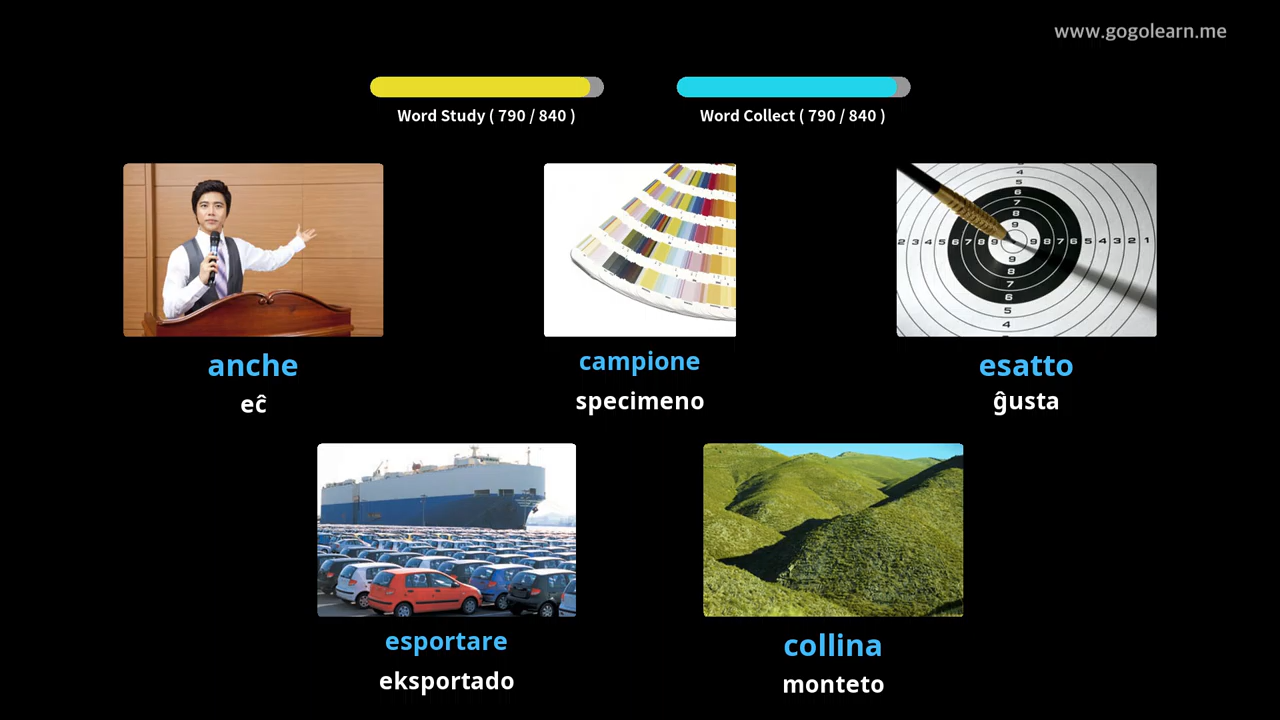 www.gogolearn.me
Word Study ( 790 / 840 )
Word Collect ( 790 / 840 )
anche
eĉ
campione
specimeno
esatto
ĝusta
esportare
eksportado
collina
monteto